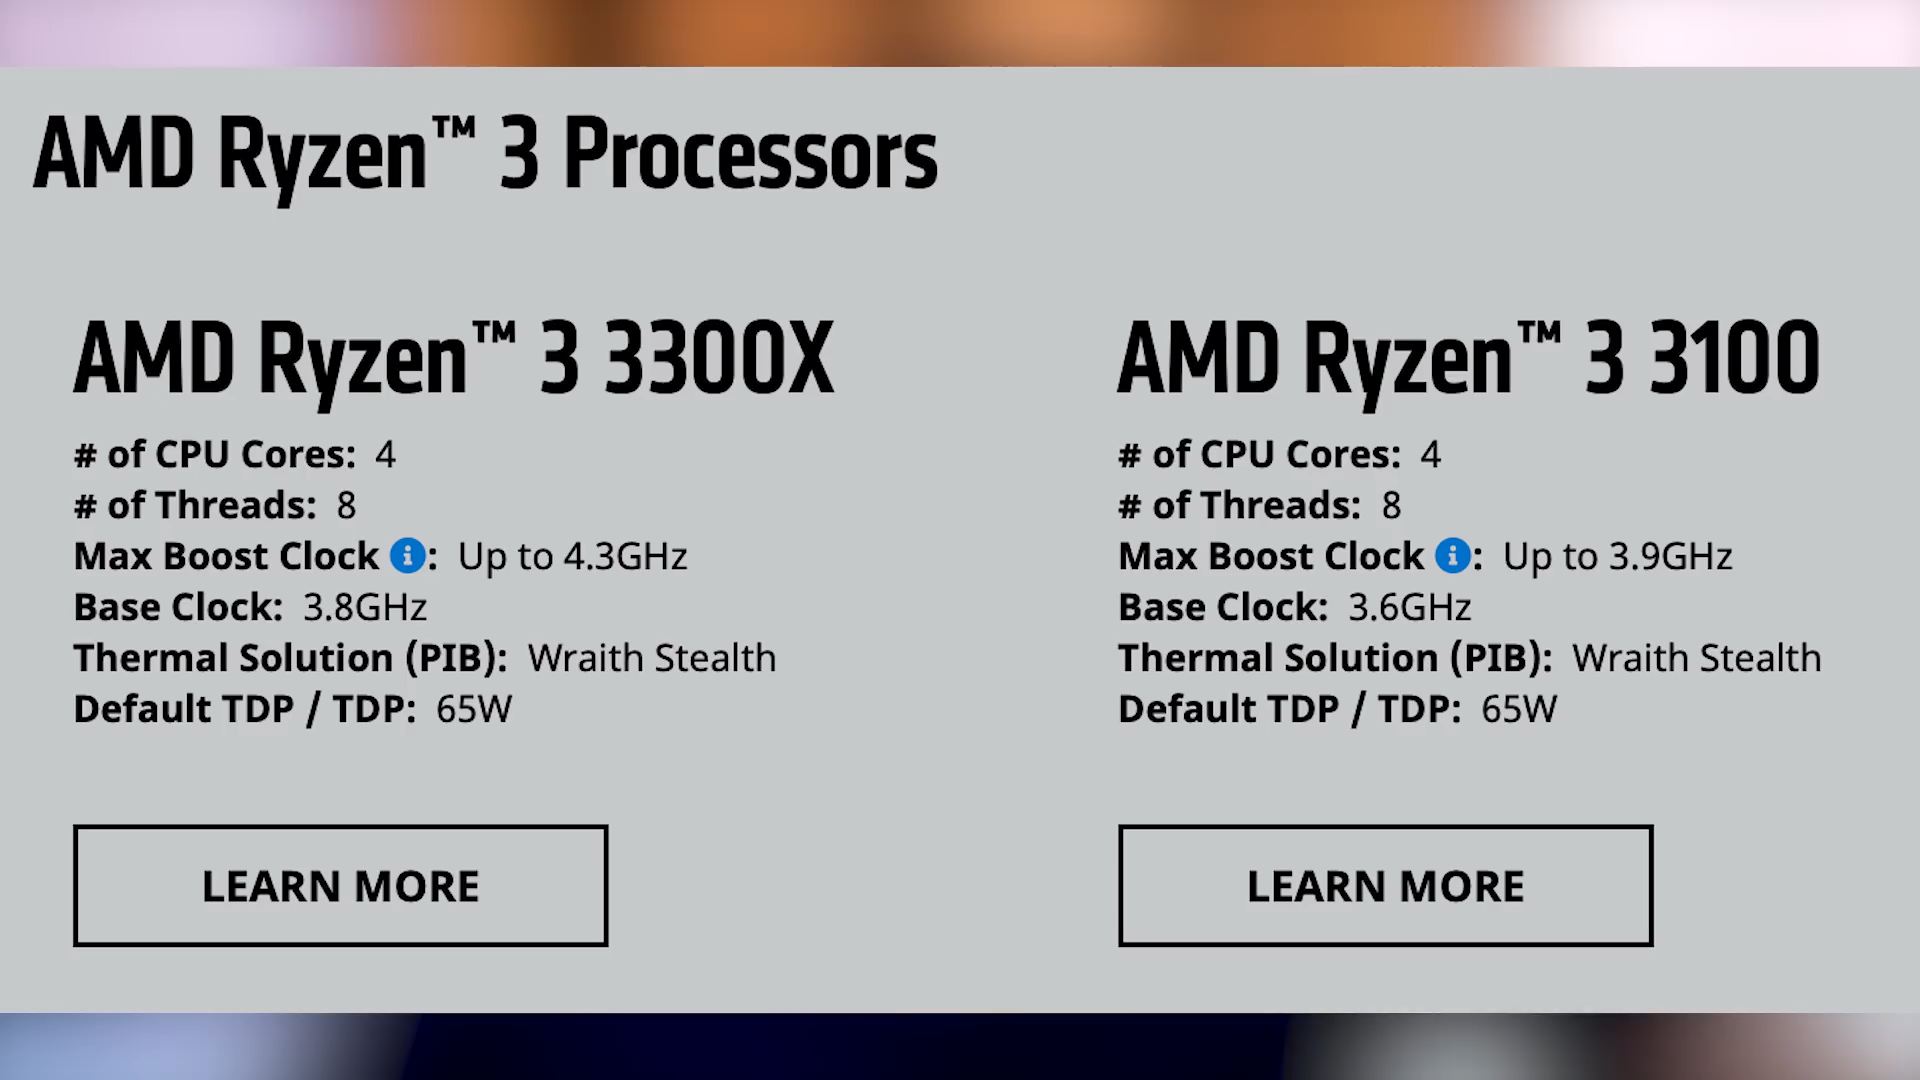 AMD Ryzen™ 3 Processors
AMD Ryzen™ 3 3300X
# of CPU Cores: 4
# of Threads: 8
Max Boost Clock i: Up to 4.3GHz
Base Clock: 3.8GHz
Thermal Solution (PIB): Wraith Stealth
Default TDP / TDP: 65W
LEARN MORE
AMD Ryzen™ 3 3100
# of CPU Cores: 4
# of Threads: 8
Max Boost Clock i: Up to 3.9GHz
Base Clock: 3.6GHz
Thermal Solution (PIB): Wraith Stealth
Default TDP / TDP: 65W
LEARN MORE